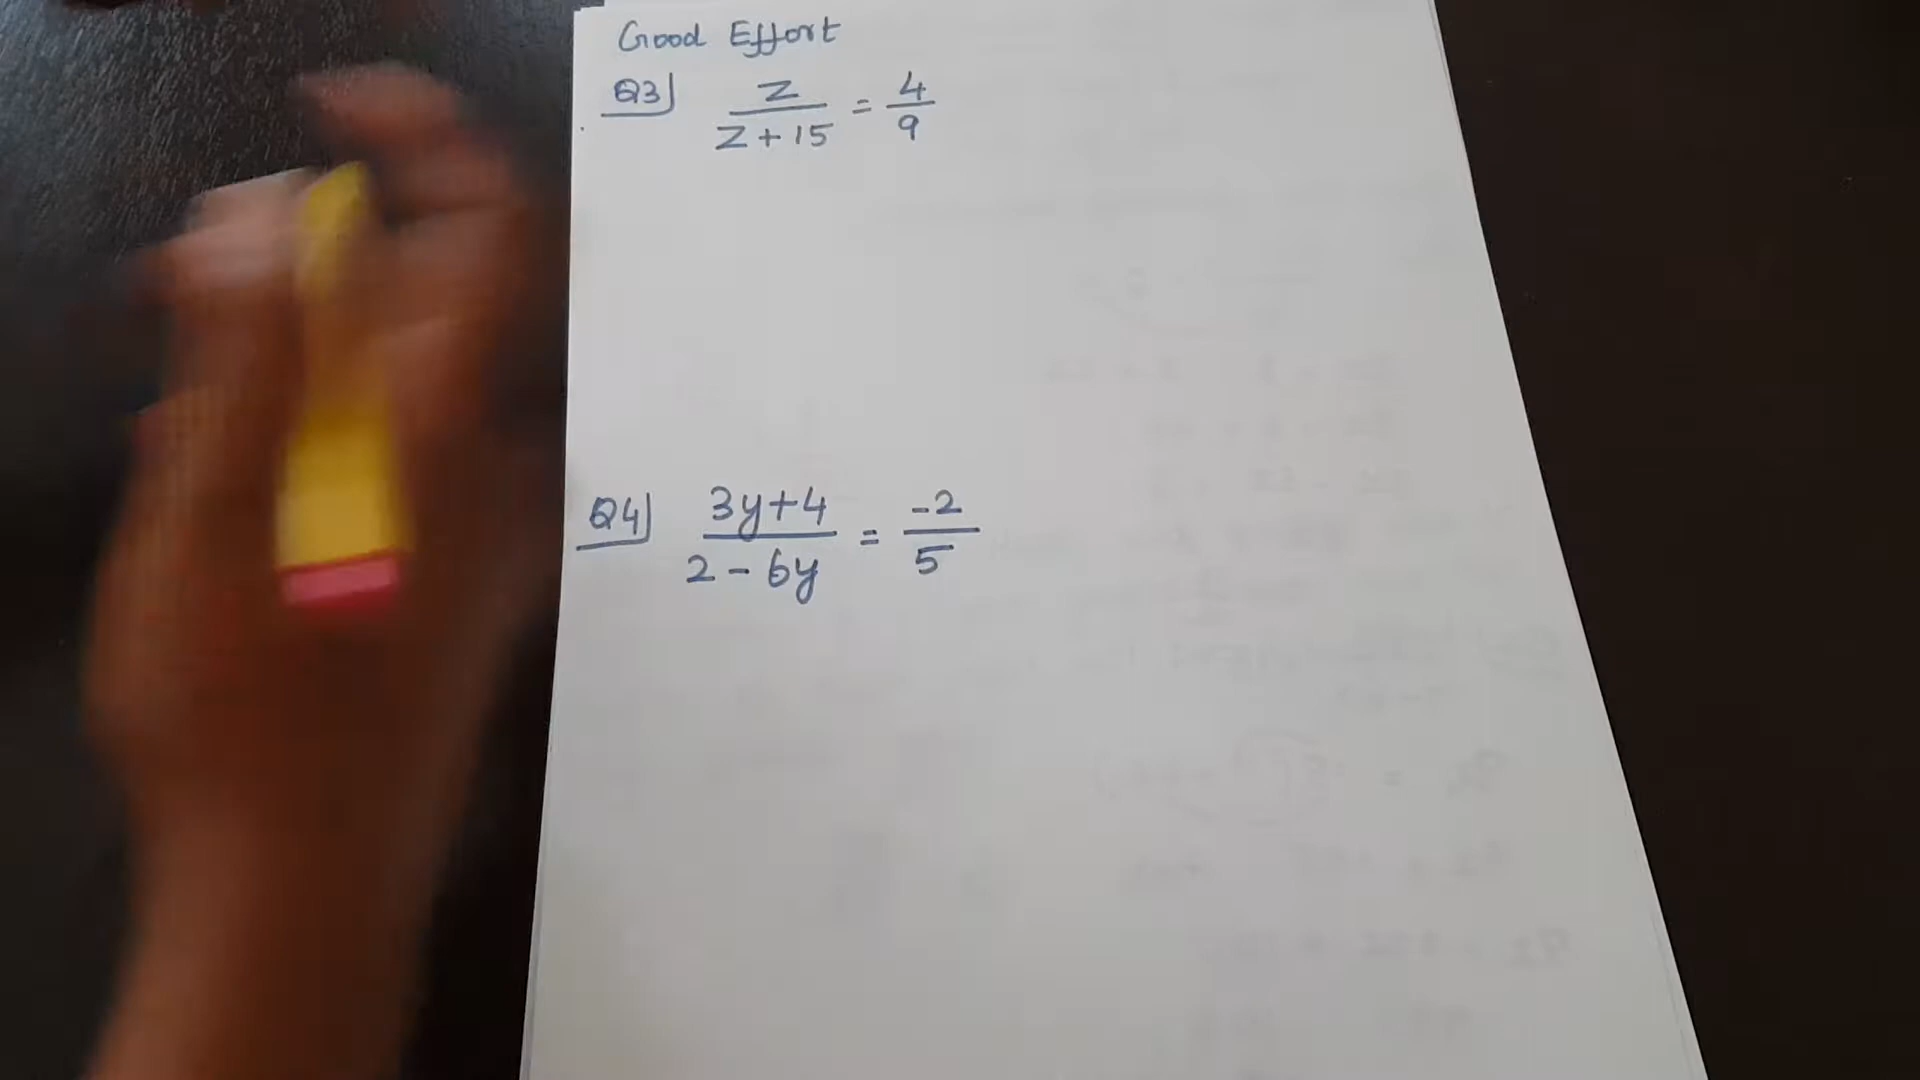 Good Effort
Q3) z/(z+15) = 4/9
Q4) (3y+4)/(2-6y) = -2/5